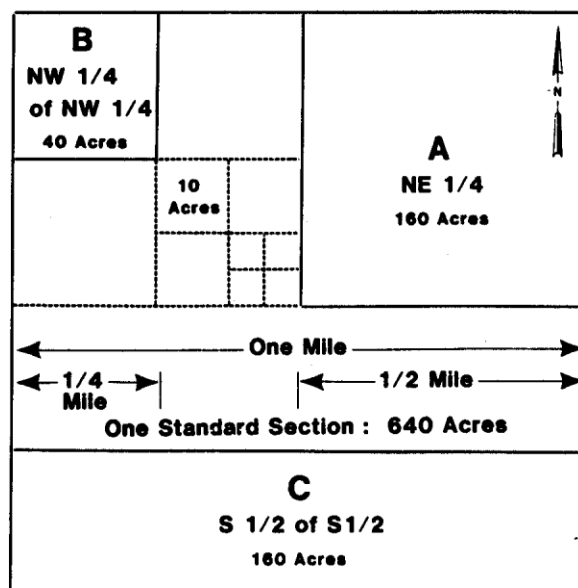 B
NW 1/4
of NW 1/4
40 Acres
10
Acres
N
A
NE 1/4
160 Acres
One Mile
1/4
Mile
1/2 Mile
One Standard Section : 640 Acres
C
S 1/2 of S1/2
160 Acres